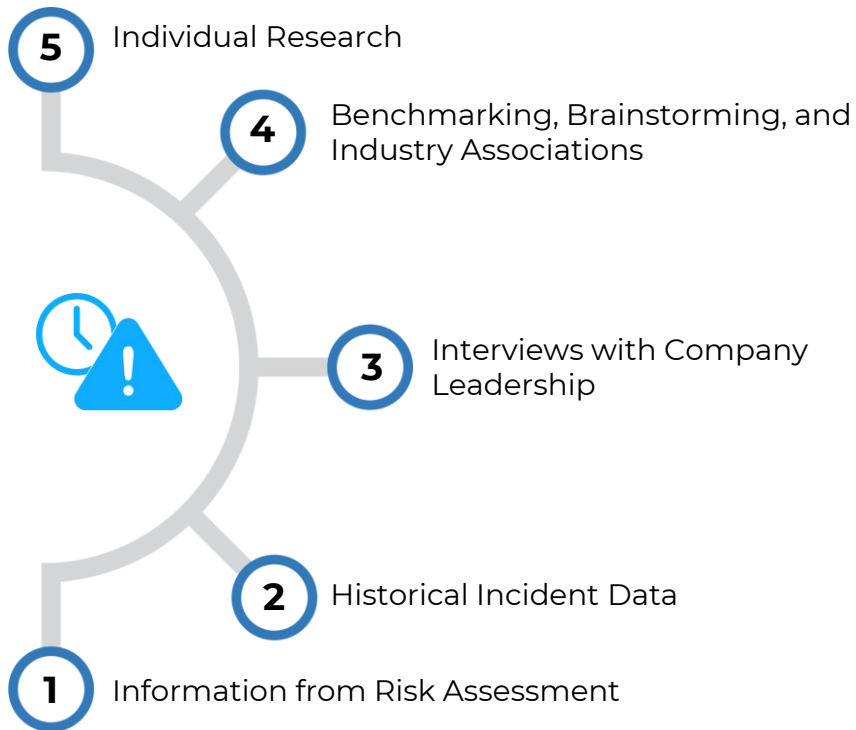 5
Individual Research
4
Benchmarking, Brainstorming, and
Industry Associations
3
Interviews with Company
Leadership
2
Historical Incident Data
1
Information from Risk Assessment